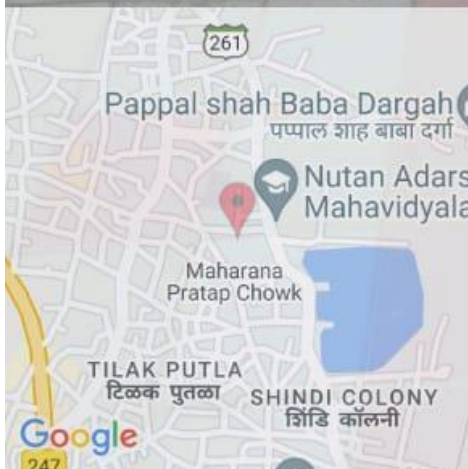 261
Pappal shah Baba Dargah
पप्पाल शाह बाबा दर्गा
Nutan Adars
Mahavidyala
Maharana
Pratap Chowk
TILAK PUTLA
टिळक पुतळा
SHINDI COLONY
शिंडि कॉलनी
Google
247